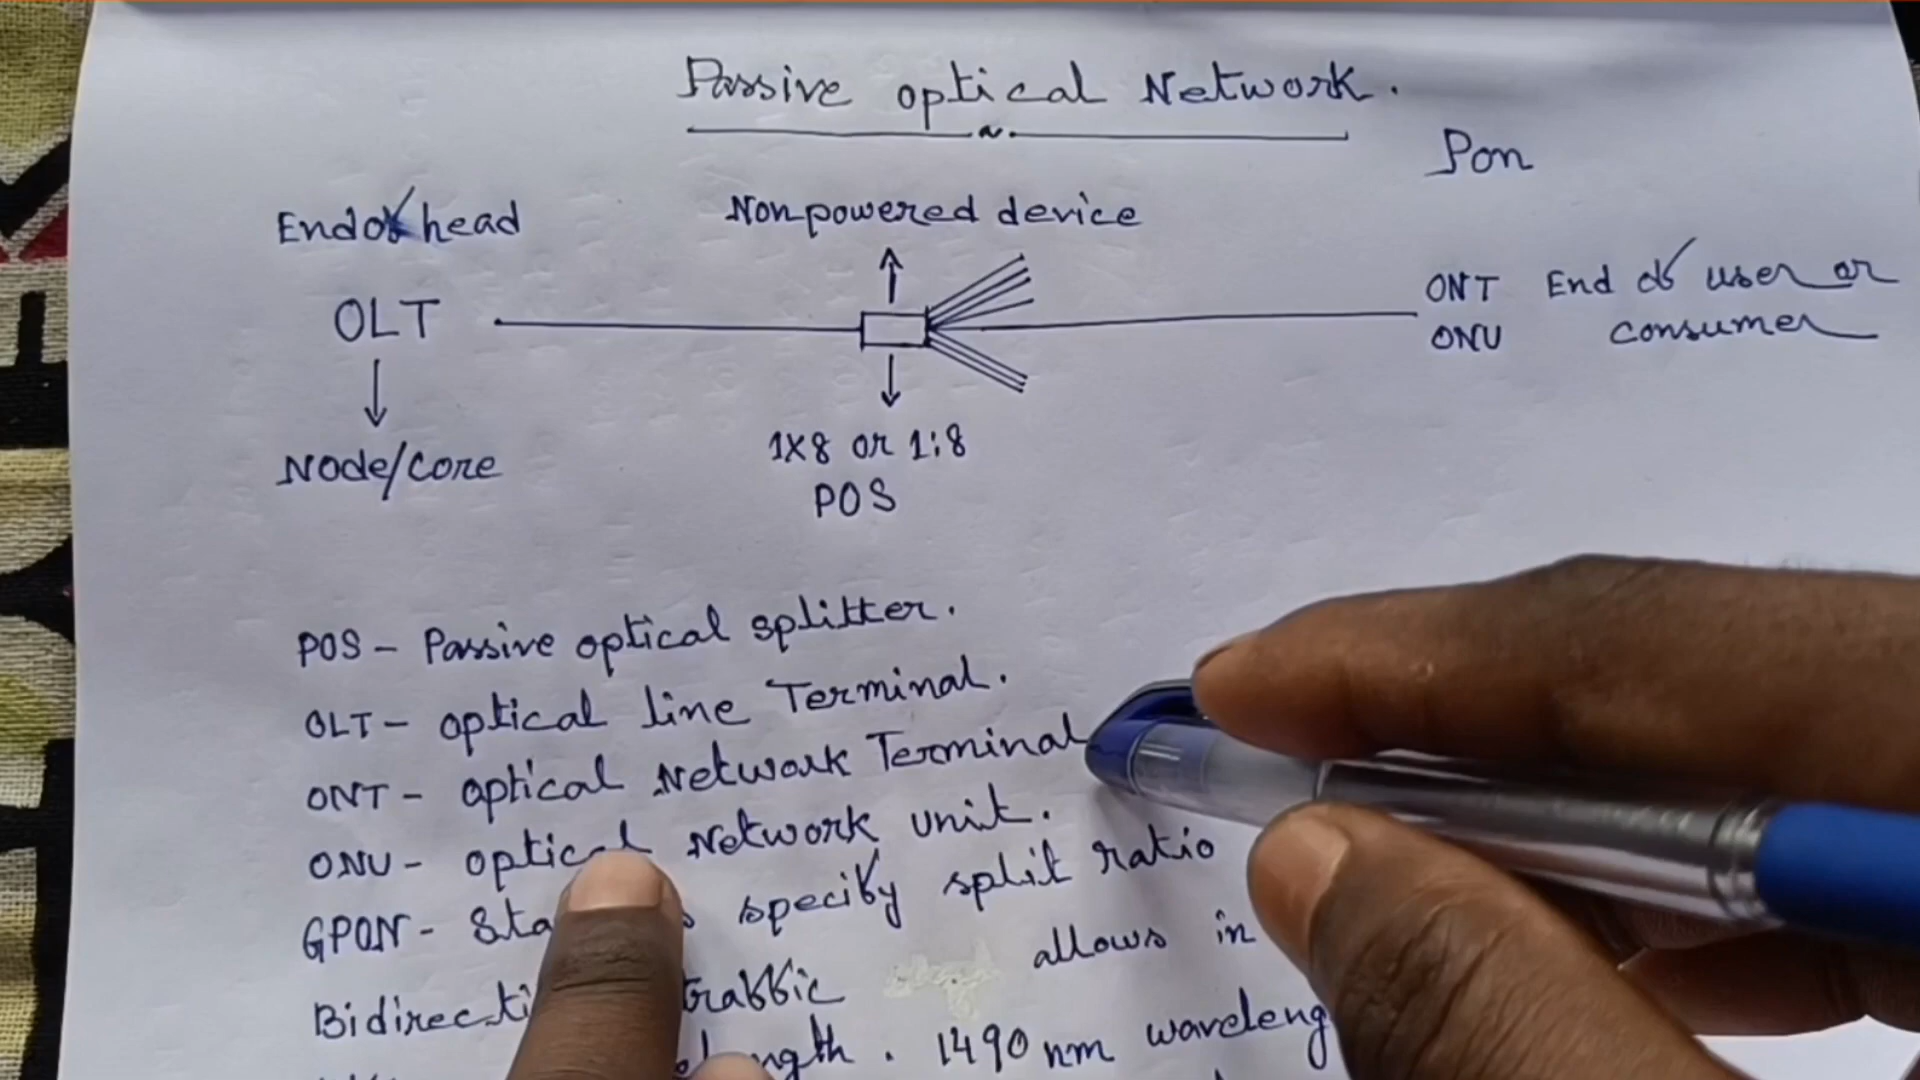 Passive optical Network.
Pon
End of head
Non powered device
OLT
ONT End of user or
ONU consumer
Node/core
1X8 or 1:8
POS
POS - Passive optical splitter.
OLT - optical line Terminal.
ONT - optical Network Terminal
ONU - optical Network unit.
GPON - specify split ratio
traffic allows in
1490 nm